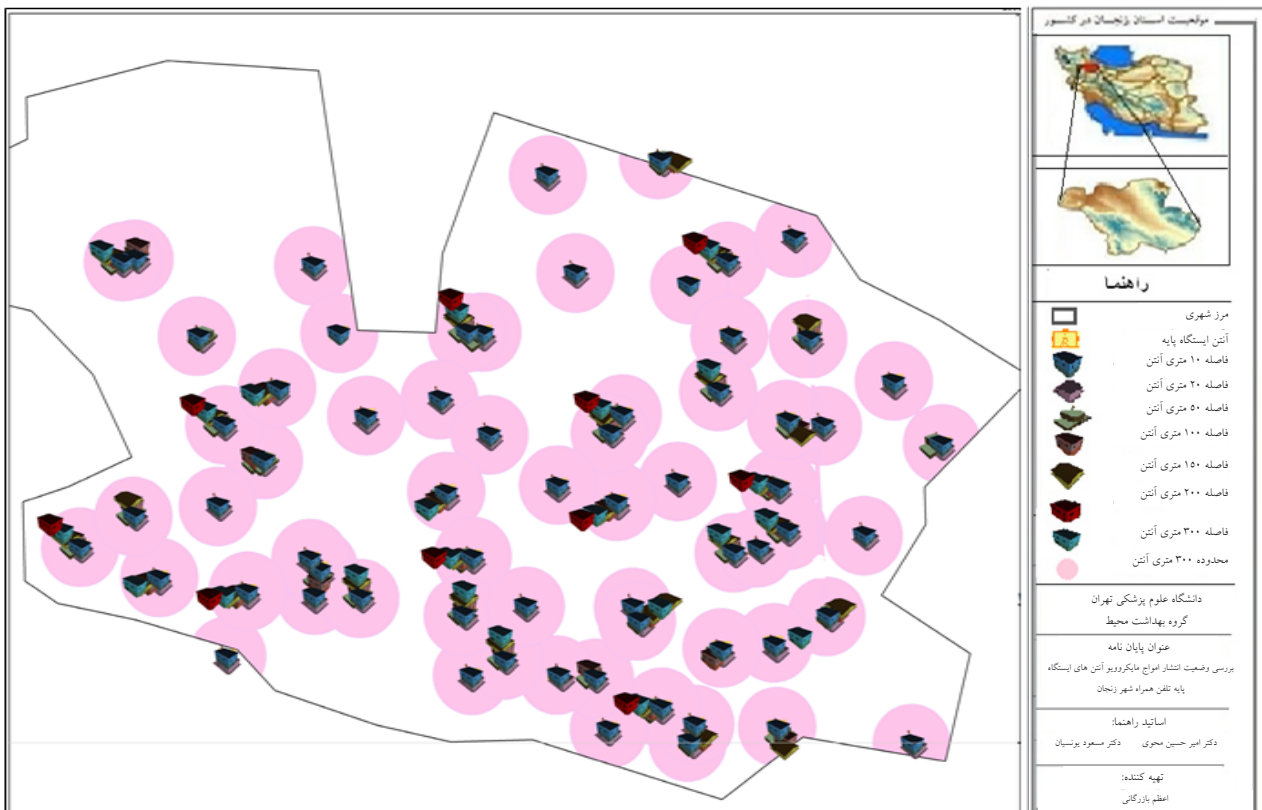 موقعیت استان زنجان در کشور
راهنما
مرز شهری
آنتن ایستگاه پایه
فاصله ۱۰ متری آنتن
فاصله ۲۰ متری آنتن
فاصله ۵۰ متری آنتن
فاصله ۱۰۰ متری آنتن
فاصله ۱۵۰ متری آنتن
فاصله ۲۰۰ متری آنتن
فاصله ۳۰۰ متری آنتن
محدوده ۳۰۰ متری آنتن
دانشگاه علوم پزشکی تهران
گروه بهداشت محیط
عنوان پایان نامه
بررسی وضعیت انتشار امواج مایکروویو آنتن های ایستگاه
پایه تلفن همراه شهر زنجان
اساتید راهنما:
دکتر امیر حسین محوی دکتر مسعود یونسیان
تهیه کننده:
اعظم بازرگانی